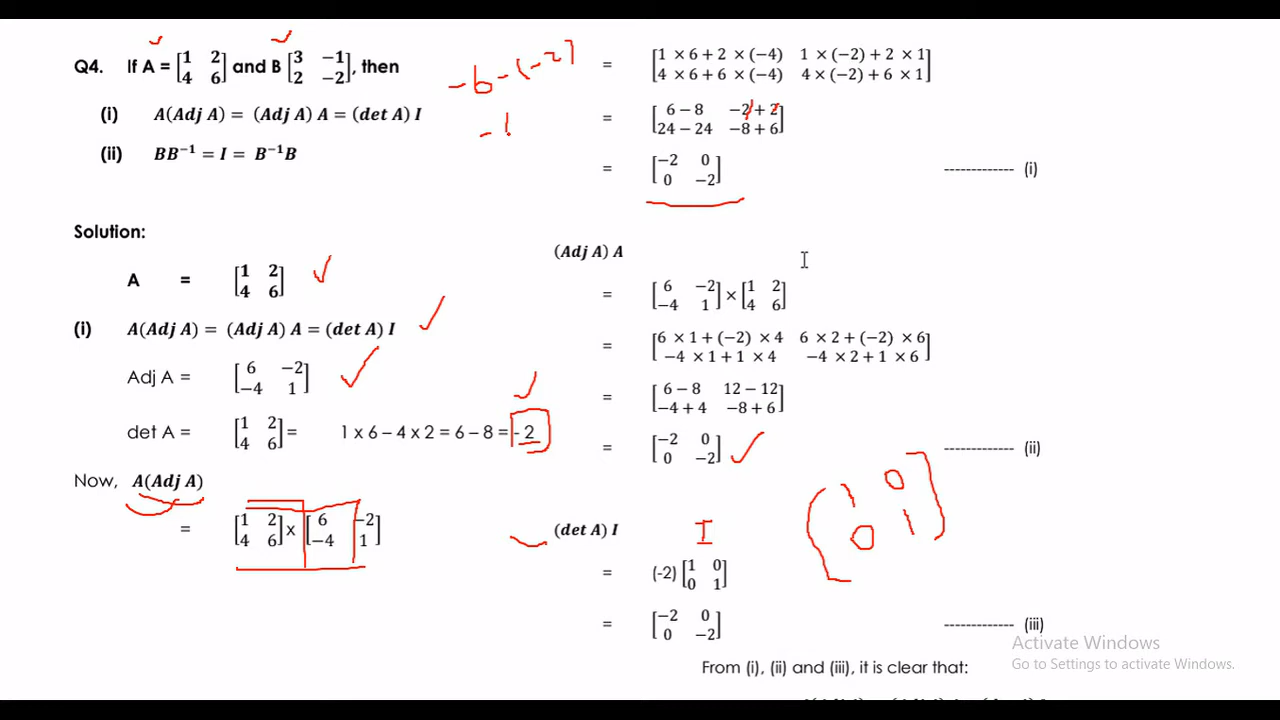 Q4. If A = [1 2 4 6] and B [3 −1 2 −2], then
(i) A(Adj A) = (Adj A) A = (det A) I
(ii) BB⁻¹ = I = B⁻¹B
Solution:
A = [1 2 4 6]
(i) A(Adj A) = (Adj A) A = (det A) I
Adj A = [6 −2 −4 1]
det A = [1 2 4 6] = 1 x 6 – 4 x 2 = 6 – 8 = - 2
Now, A(Adj A)
= [1 2 4 6] x [6 −2 −4 1]
-6-(-2)
= [1 × 6 + 2 × (−4) 1 × (−2) + 2 × 1
4 × 6 + 6 × (−4) 4 × (−2) + 6 × 1]
= [6 − 8 −2 + 2
24 − 24 −8 + 6]
= [−2 0 0 −2] ------------- (i)
(Adj A) A
= [6 −2 −4 1] × [1 2 4 6]
= [6 × 1 + (−2) × 4 6 × 2 + (−2) × 6
−4 × 1 + 1 × 4 −4 × 2 + 1 × 6]
= [6 − 8 12 − 12
−4 + 4 −8 + 6]
= [−2 0 0 −2] ------------- (ii)
(det A) I
I
[1 0 0 1]
= (-2) [1 0 0 1]
= [−2 0 0 −2] ------------- (iii)
From (i), (ii) and (iii), it is clear that:
Activate Windows
Go to Settings to activate Windows.